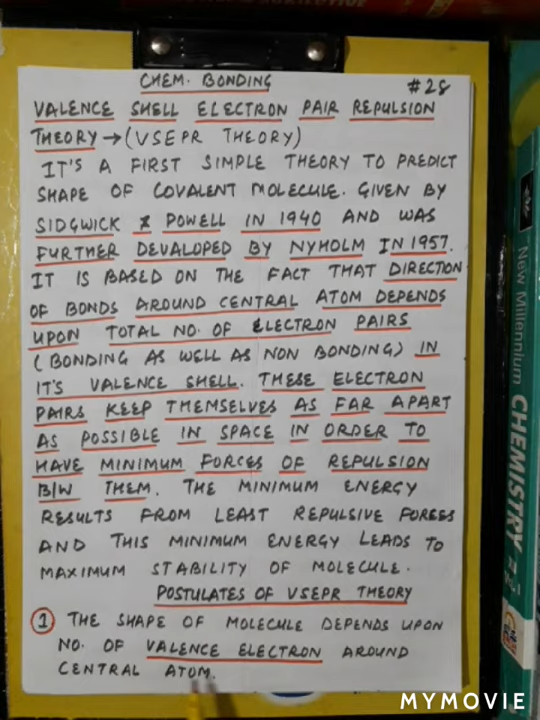 CHEM. BONDING #28
VALENCE SHELL ELECTRON PAIR REPULSION
THEORY → (VSEPR THEORY)
IT'S A FIRST SIMPLE THEORY TO PREDICT
SHAPE OF COVALENT MOLECULE. GIVEN BY
SIDGWICK & POWELL IN 1940 AND WAS
FURTHER DEVALOPED BY NYHOLM IN 1957.
IT IS BASED ON THE FACT THAT DIRECTION
OF BONDS AROUND CENTRAL ATOM DEPENDS
UPON TOTAL NO. OF ELECTRON PAIRS
(BONDING AS WELL AS NON BONDING) IN
IT'S VALENCE SHELL. THESE ELECTRON
PAIRS KEEP THEMSELVES AS FAR APART
AS POSSIBLE IN SPACE IN ORDER TO
HAVE MINIMUM FORCES OF REPULSION
B/W THEM. THE MINIMUM ENERGY
RESULTS FROM LEAST REPULSIVE FORCES
AND THIS MINIMUM ENERGY LEADS TO
MAXIMUM STABILITY OF MOLECULE.
POSTULATES OF VSEPR THEORY
1 THE SHAPE OF MOLECULE DEPENDS UPON
NO. OF VALENCE ELECTRON AROUND
CENTRAL ATOM.
New Millennium CHEMISTRY
MYMOVIE